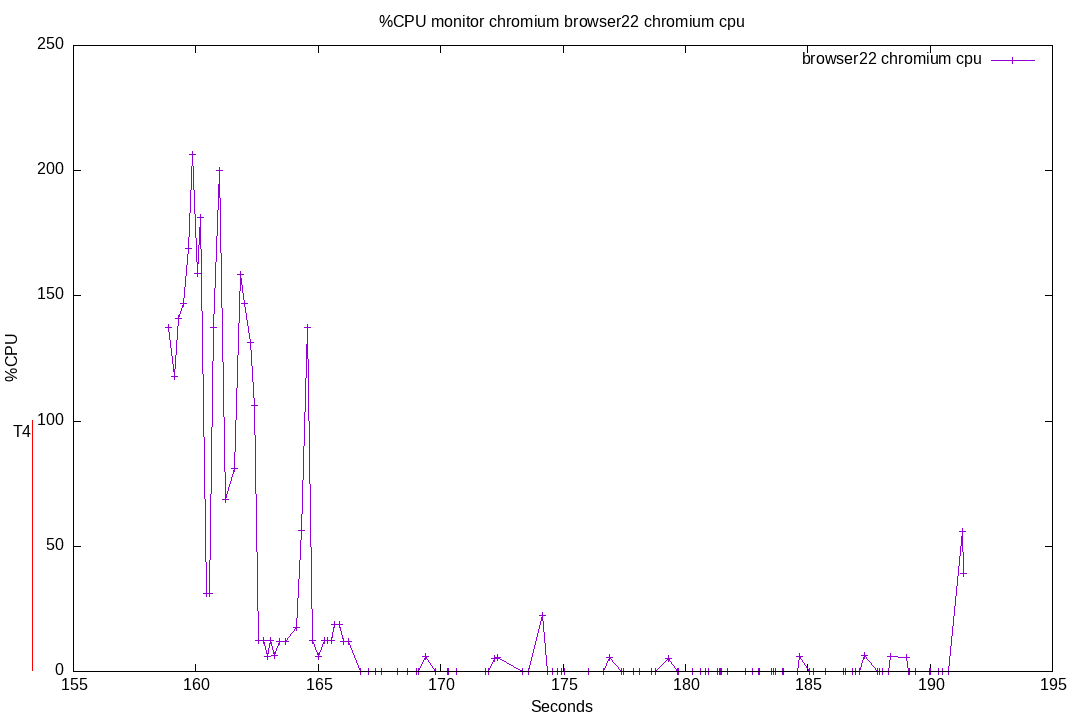 %CPU monitor chromium browser22 chromium cpu
browser22 chromium cpu
250
200
150
100
50
0
%CPU
T4
155 160 165 170 175 180 185 190 195
Seconds